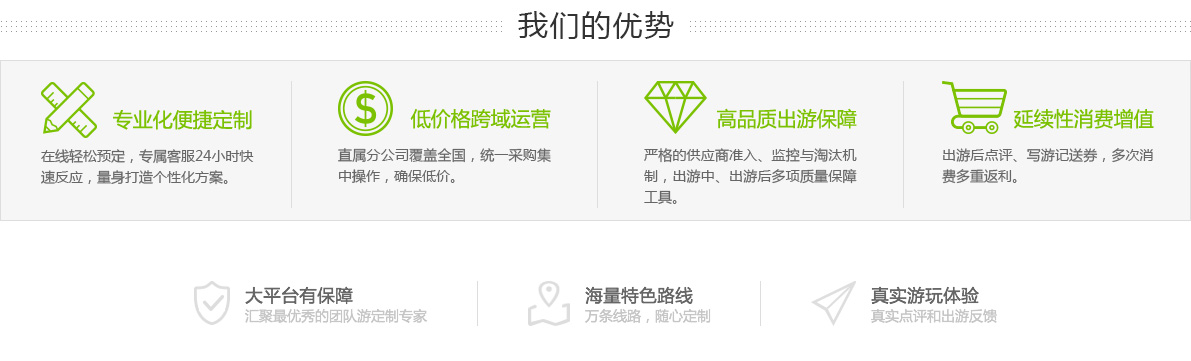 我们的优势
专业化便捷定制
在线轻松预定，专属客服24小时快
速反应，量身打造个性化方案。
低价格跨域运营
直属分公司覆盖全国，统一采购集
中操作，确保低价。
高品质出游保障
严格的供应商准入、监控与淘汰机
制，出游中、出游后多项质量保障
工具。
延续性消费增值
出游后点评、写游记送券，多次消
费多重返利。
大平台有保障
汇聚最优秀的团队游定制专家
海量特色路线
万条线路，随心定制
真实游玩体验
真实点评和出游反馈